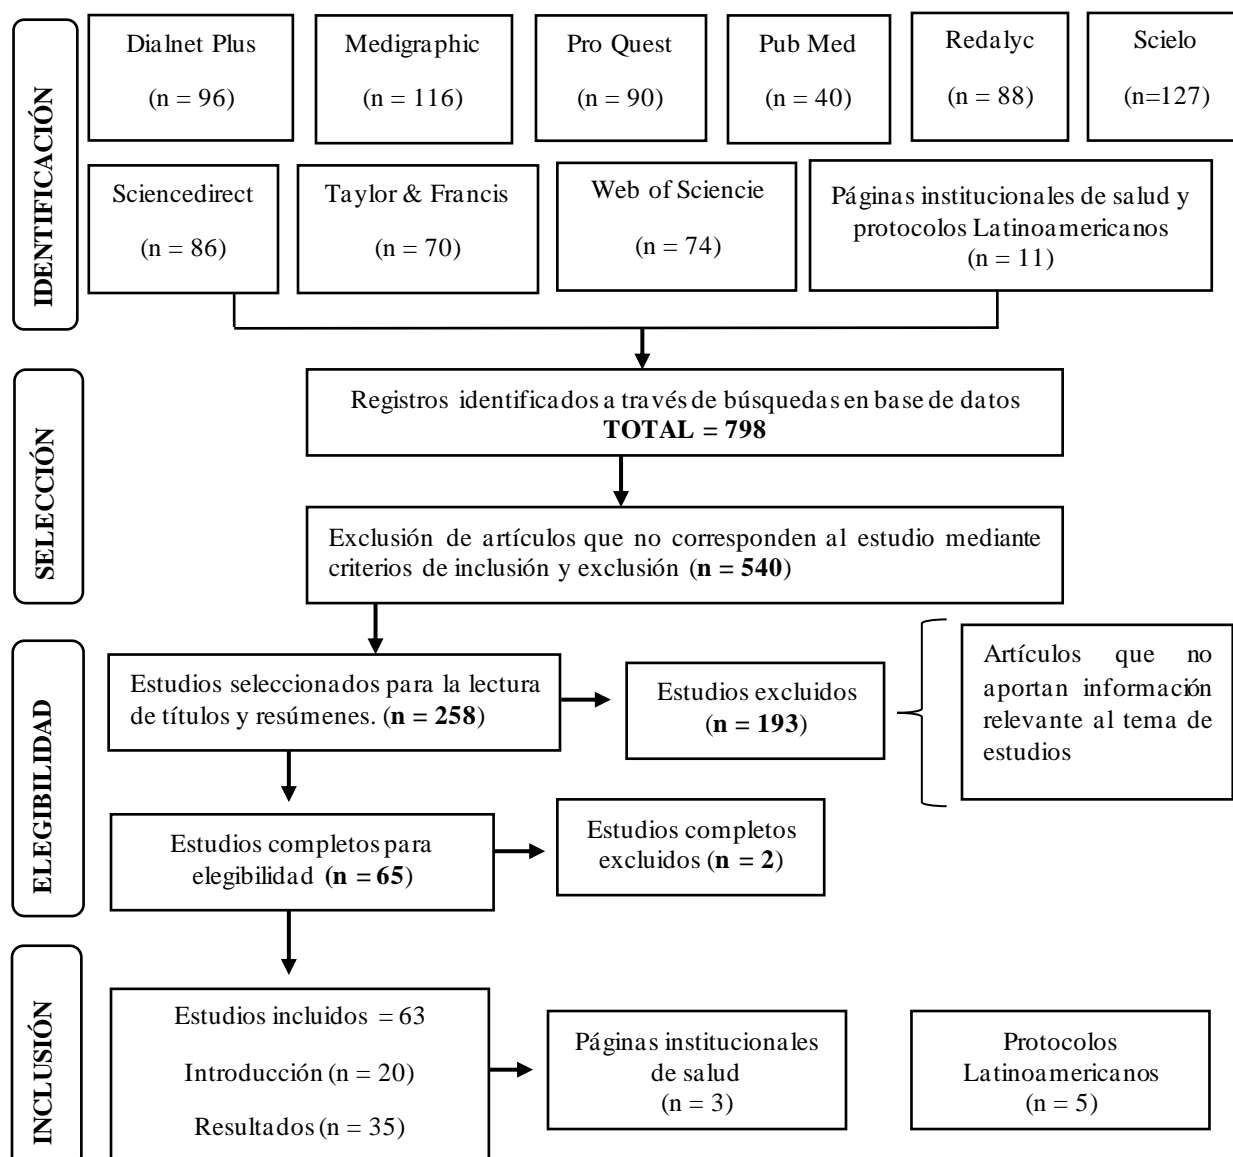 IDENTIFICACIÓN
Dialnet Plus
(n = 96)
Medigraphic
(n = 116)
Pro Quest
(n = 90)
Pub Med
(n = 40)
Redalyc
(n = 88)
Scielo
(n=127)
Sciencedirect
(n = 86)
Taylor & Francis
(n = 70)
Web of Sciencie
(n = 74)
Páginas institucionales de salud y
protocolos Latinoamericanos
(n = 11)
SELECCIÓN
Registros identificados a través de búsquedas en base de datos
TOTAL = 798
Exclusión de artículos que no corresponden al estudio mediante
criterios de inclusión y exclusión (n = 540)
ELEGIBILIDAD
Estudios seleccionados para la lectura
de títulos y resúmenes. (n = 258)
Estudios excluidos
(n = 193)
Artículos que no
aportan información
relevante al tema de
estudios
Estudios completos para
elegibilidad (n = 65)
Estudios completos
excluidos (n = 2)
INCLUSIÓN
Estudios incluidos = 63
Introducción (n = 20)
Resultados (n = 35)
Páginas institucionales
de salud
(n = 3)
Protocolos
Latinoamericanos
(n = 5)